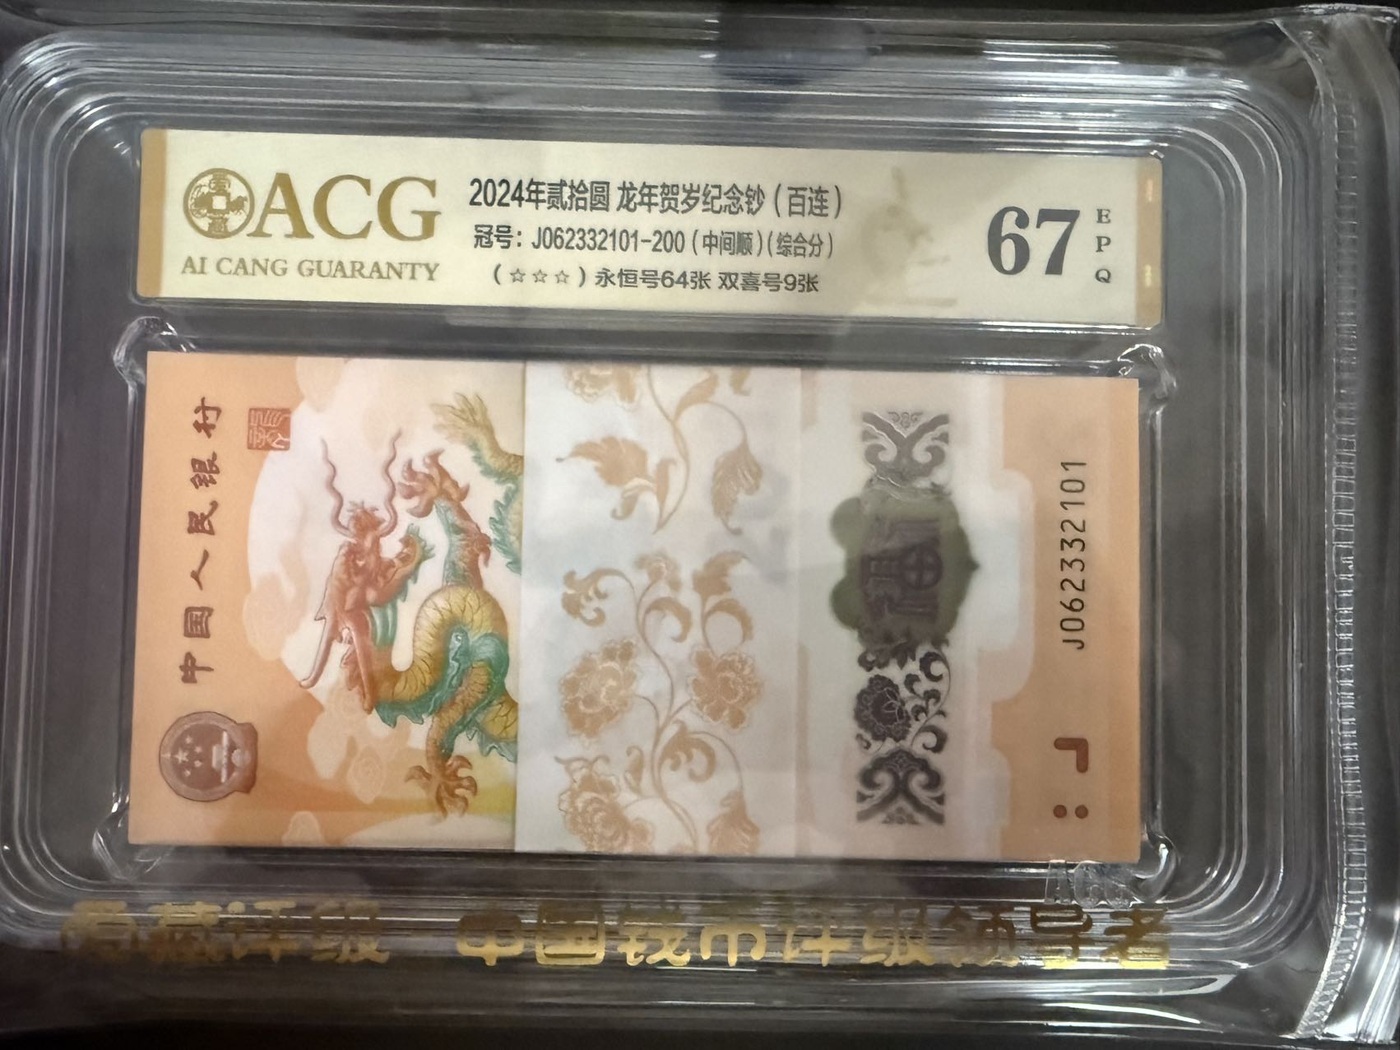 ACG
AI CANG GUARANTY
2024年贰拾圆 龙年贺岁纪念钞（百连）
冠号：J062332101-200（中间顺）（综合分）
（☆☆☆）永恒号64张 双喜号9张
67
EPQ
中国人民银行
J062332101
ACG
爱藏评级 中国钱币评级领导者